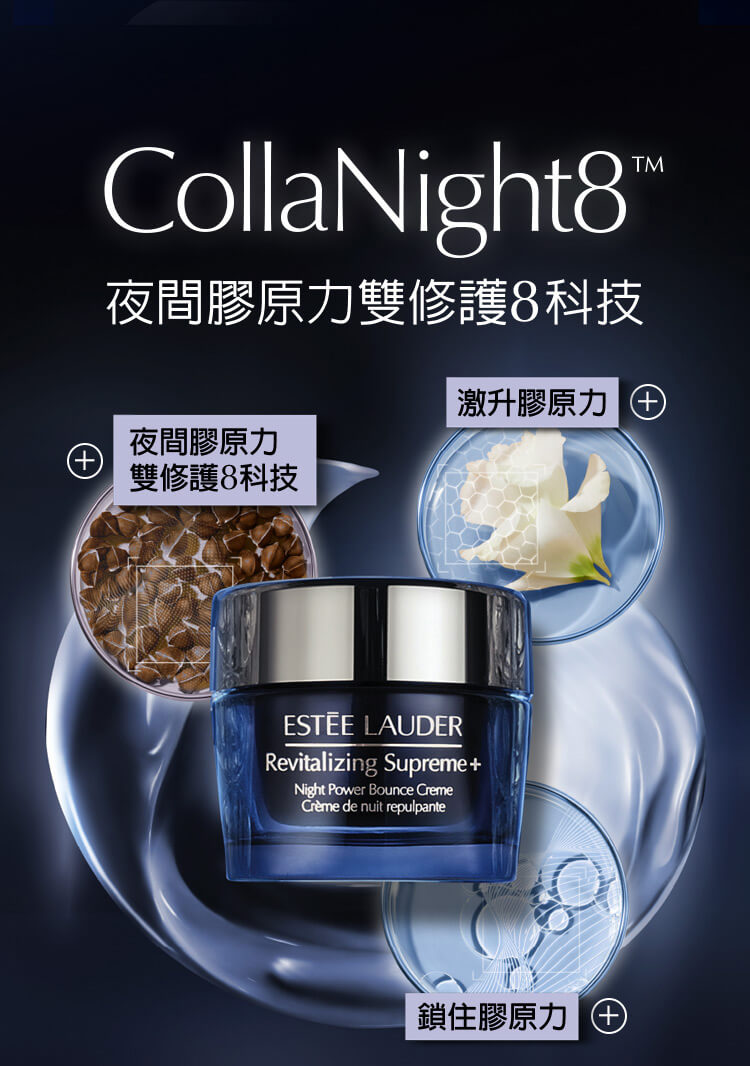 CollaNight8™
夜間膠原力雙修護8科技
激升膠原力
夜間膠原力
雙修護8科技
ESTĒE LAUDER
Revitalizing Supreme+
Night Power Bounce Creme
Crème de nuit repulpante
鎖住膠原力